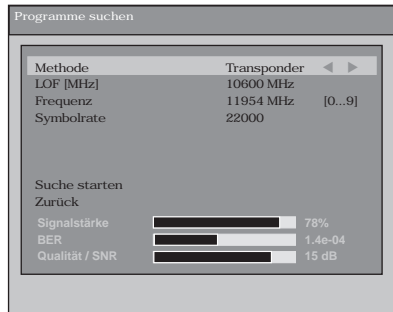 Programme suchen
Methode Transponder
LOF [MHz] 10600 MHz
Frequenz 11954 MHz [0...9]
Symbolrate 22000
Suche starten
Zurück
Signalstärke 78%
BER 1.4e-04
Qualität / SNR 15 dB